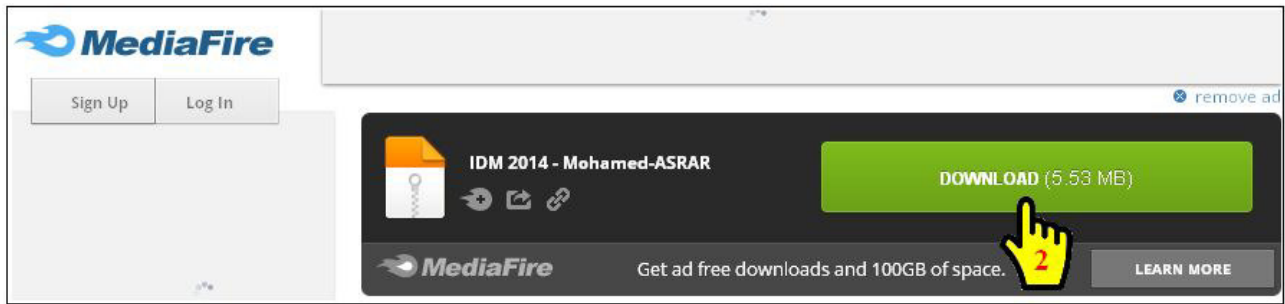 MediaFire
Sign Up Log In
remove ad
IDM 2014 - Mohamed-ASRAR
DOWNLOAD (5.53 MB)
2
MediaFire Get ad free downloads and 100GB of space. LEARN MORE